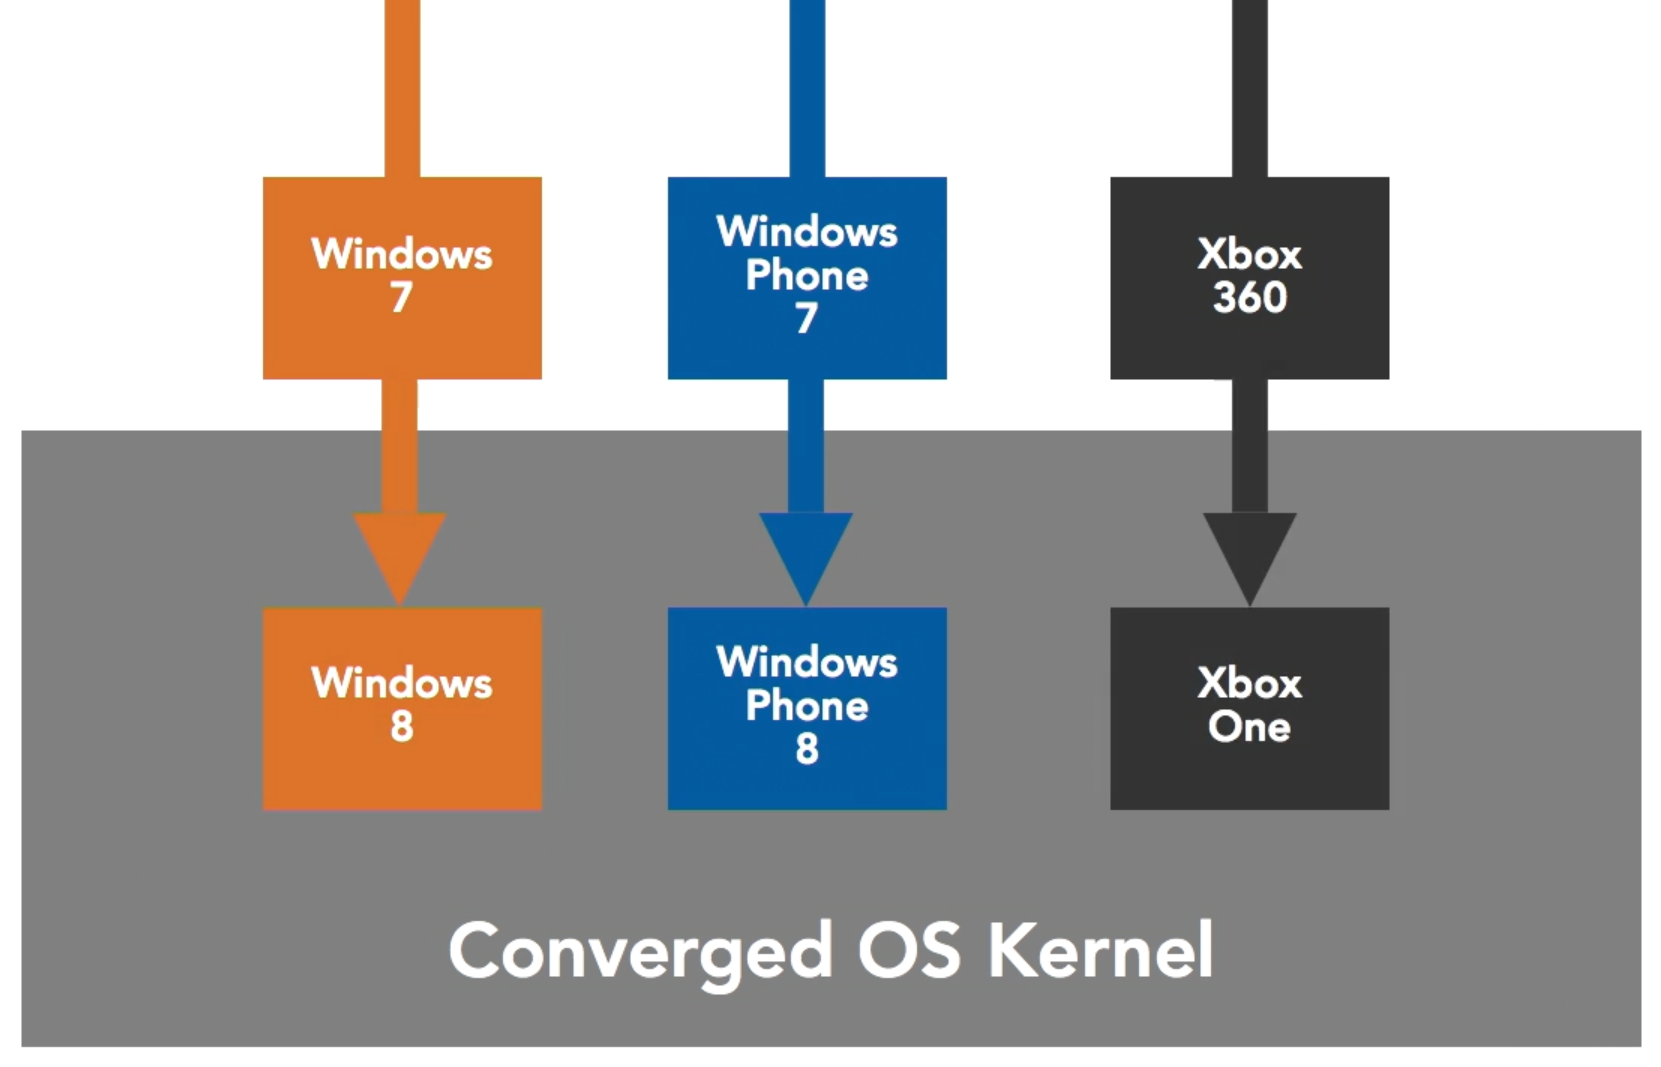 Windows
7
Windows
Phone
7
Xbox
360
Windows
8
Windows
Phone
8
Xbox
One
Converged OS Kernel